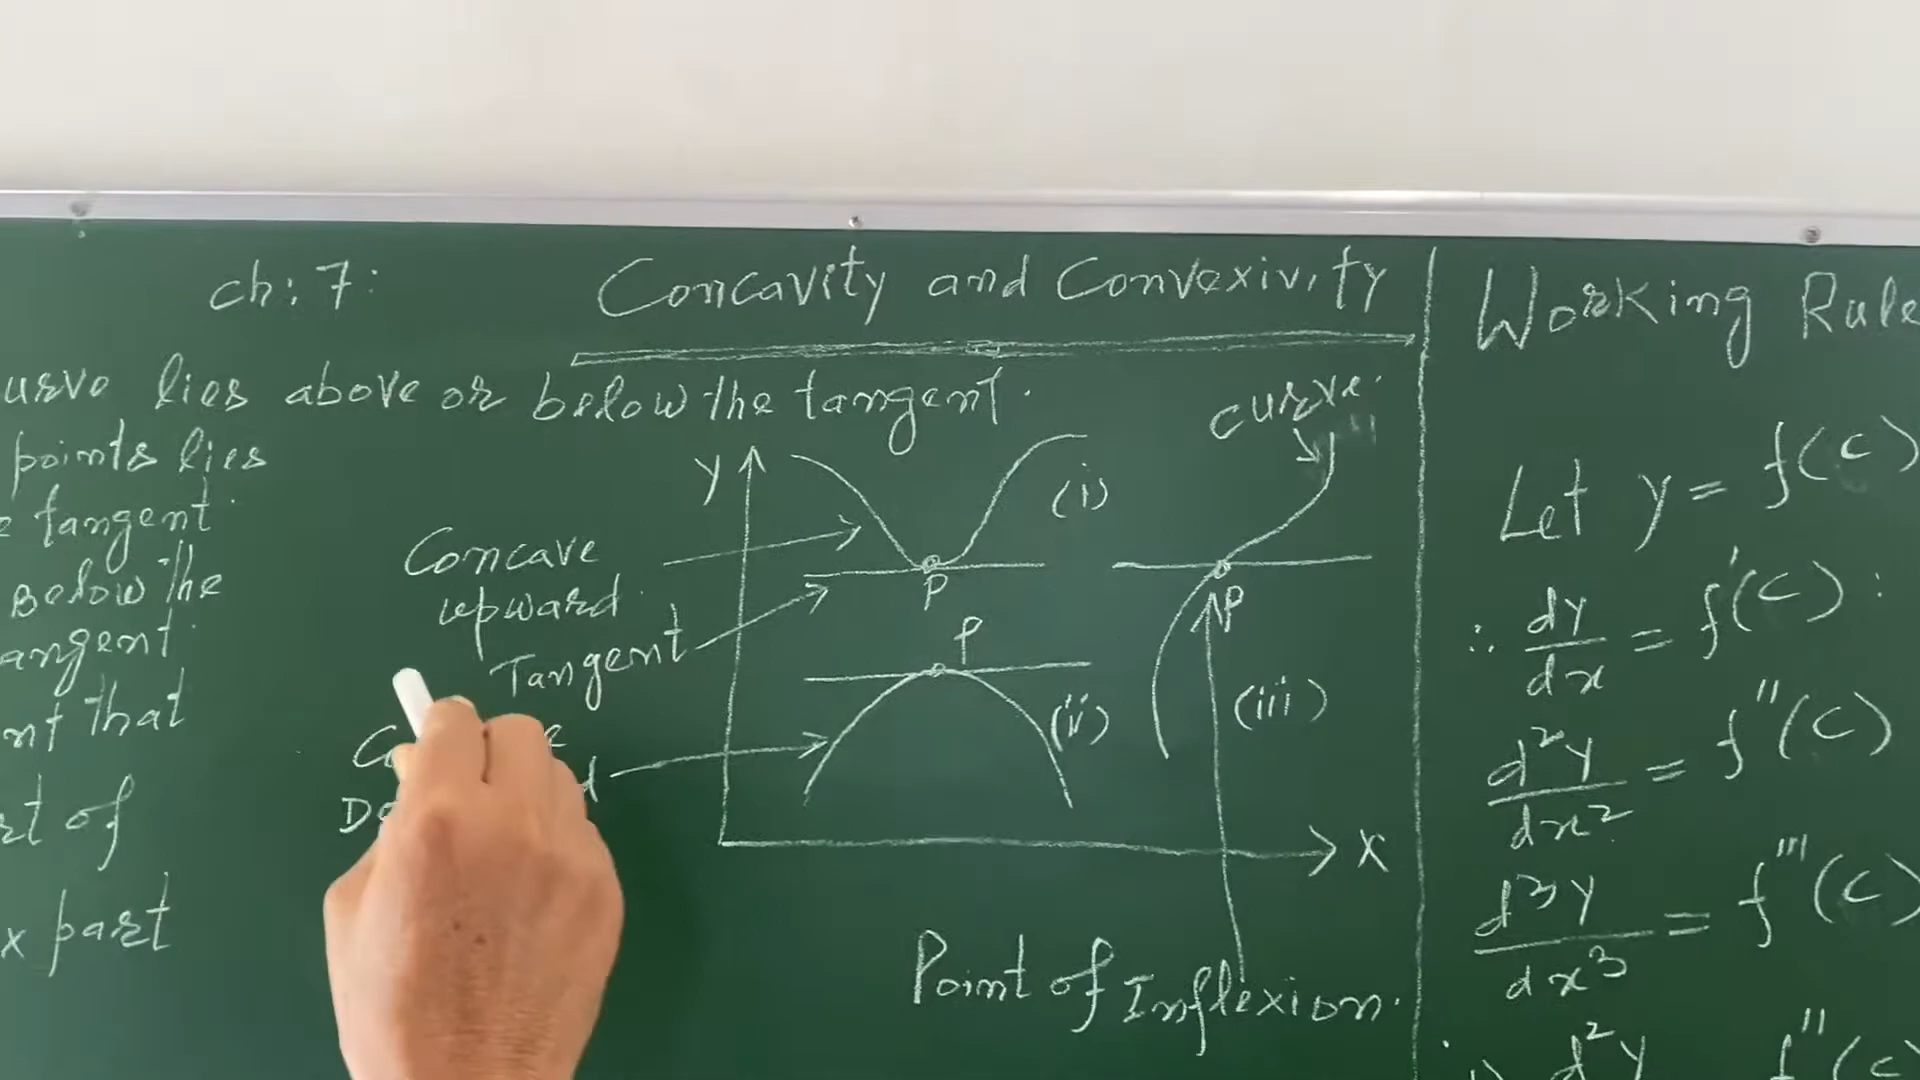 ch: 7:
Concavity and Convexivity
urve lies above or below the tangent.
points lies
e tangent
Below the
angent
nt that
rt of
x part
Y
(i)
curve
Concave
upward
P
P
Tangent
P
(ii)
(iii)
X
Point of Inflexion.
Working Rule
Let y = f(c)
∴ dy/dx = f'(c) :
d²y/dx² = f''(c)
d³y/dx³ = f'''(c)
d²y f''(c